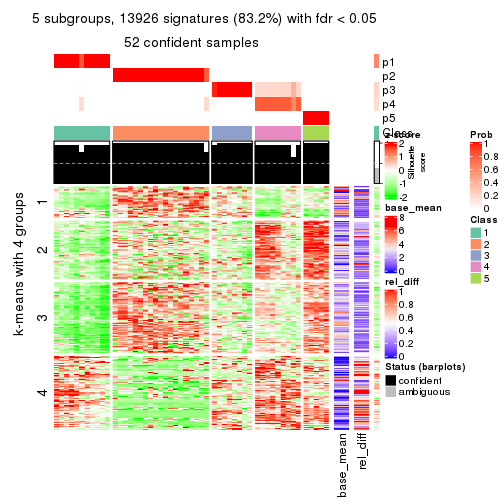 5 subgroups, 13926 signatures (83.2%) with fdr < 0.05
52 confident samples
p1
p2
p3
p4
p5
Class
z-score
2
1
0
-1
-2
Silhouette
score
base_mean
8
6
4
2
0
rel_diff
1
0.8
0.6
0.4
0.2
0
Status (barplots)
confident
ambiguous
Prob
1
0.8
0.6
0.4
0.2
0
Class
1
2
3
4
5
k-means with 4 groups
1
2
3
4
base_mean
rel_diff